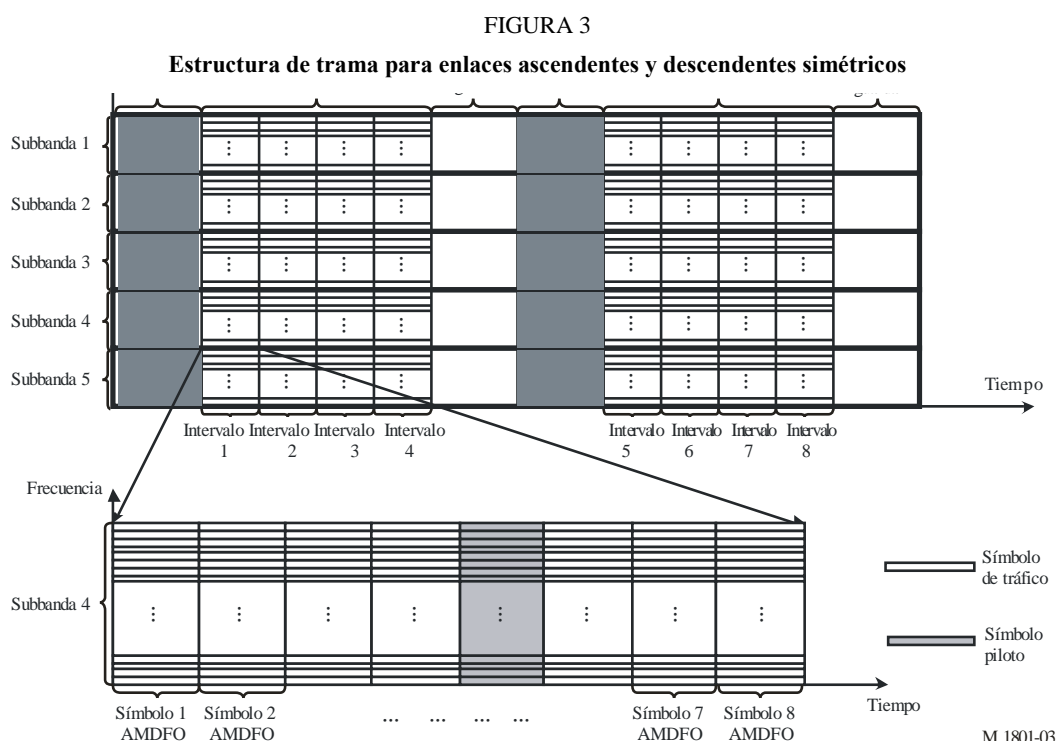 FIGURA 3
Estructura de trama para enlaces ascendentes y descendentes simétricos
Subbanda 1
Subbanda 2
Subbanda 3
Subbanda 4
Subbanda 5
Tiempo
Intervalo 1
Intervalo 2
Intervalo 3
Intervalo 4
Intervalo 5
Intervalo 6
Intervalo 7
Intervalo 8
Frecuencia
Subbanda 4
Símbolo de tráfico
Símbolo piloto
Tiempo
Símbolo 1 AMDFO
Símbolo 2 AMDFO
... ... ... ...
Símbolo 7 AMDFO
Símbolo 8 AMDFO
M.1801-03